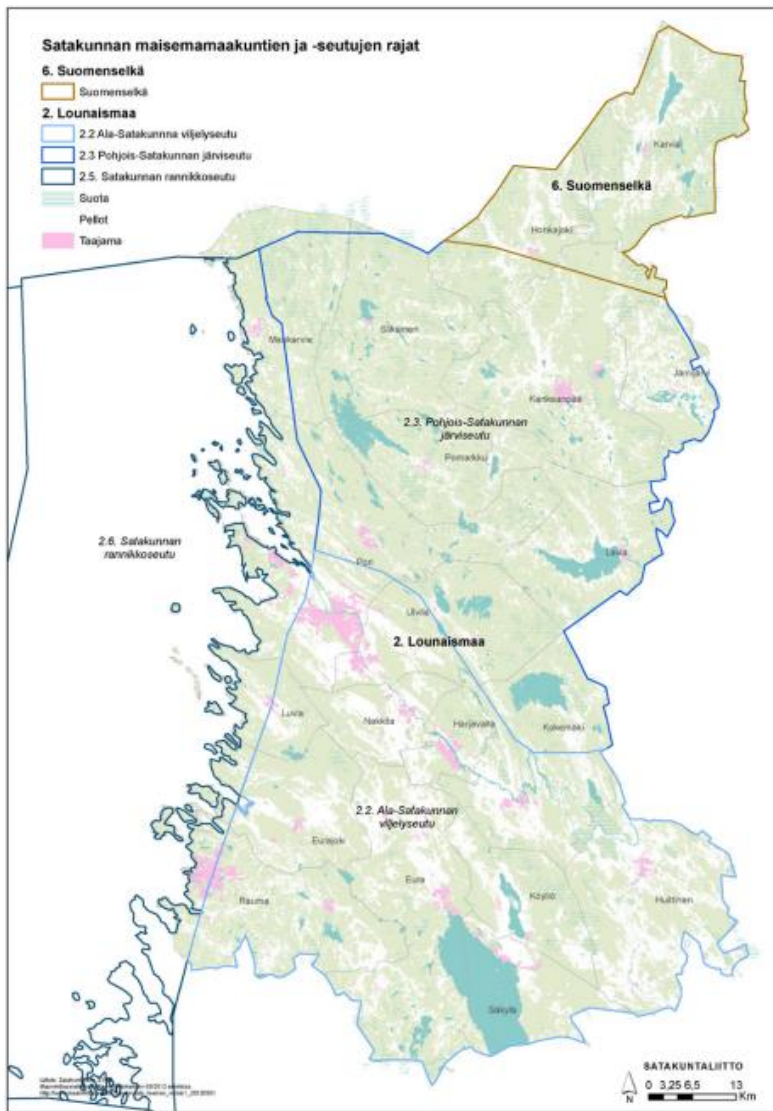 Satakunnan maisemamaakuntien ja -seutujen rajat
6. Suomenselkä
Suomenselkä
2. Lounaismaa
2.2 Ala-Satakunnna viljelyseutu
2.3 Pohjois-Satakunnan järviseutu
2.5. Satakunnan rannikkoseutu
Suota
Pellot
Taajama
Karvia
6. Suomenselkä
Honkajoki
Merikarvia
Siikainen
Jämijärvi
Kankaanpää
2.3. Pohjois-Satakunnan
järviseutu
Pomarkku
2.6. Satakunnan
rannikkoseutu
Lavia
Pori
Ulvila
2. Lounaismaa
Luvia
Nakkila
Harjavalta
Kokemäki
2.2. Ala-Satakunnan
viljelyseutu
Eurajoki
Eura
Köyliö
Huittinen
Rauma
Säkylä
SATAKUNTALIITTO
N
0 3,25 6,5 13
Km